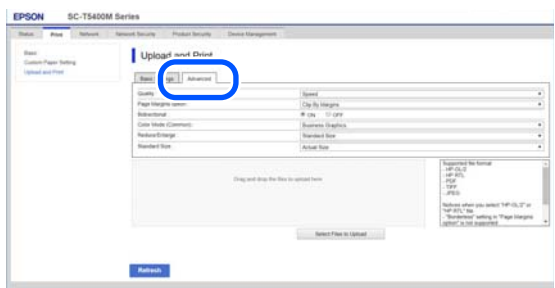 EPSON SC-T5400M Series
Status Print Network Network Security Product Security Device Management
Basic
Custom Paper Setting
Upload and Print
Upload and Print
Basic Advanced
Quality : Speed
Page Margins option : Clip By Margins
Bidirectional : ON OFF
Color Mode (Common) : Business Graphics
Reduce/Enlarge : Standard Size
Standard Size : Actual Size
Drag and drop the files to upload here
Supported file format
- HP-GL/2
- HP-RTL
- PDF
- TIFF
- JPEG
Notices when you select "HP-GL/2" or
"HP-RTL" file
- "Borderless" setting in "Page Margins
option" is not supported
Select Files to Upload
Refresh